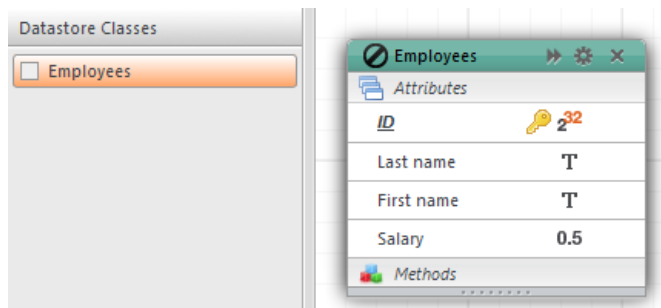 Datastore Classes
Employees
Employees
Attributes
ID 2^32
Last name T
First name T
Salary 0.5
Methods